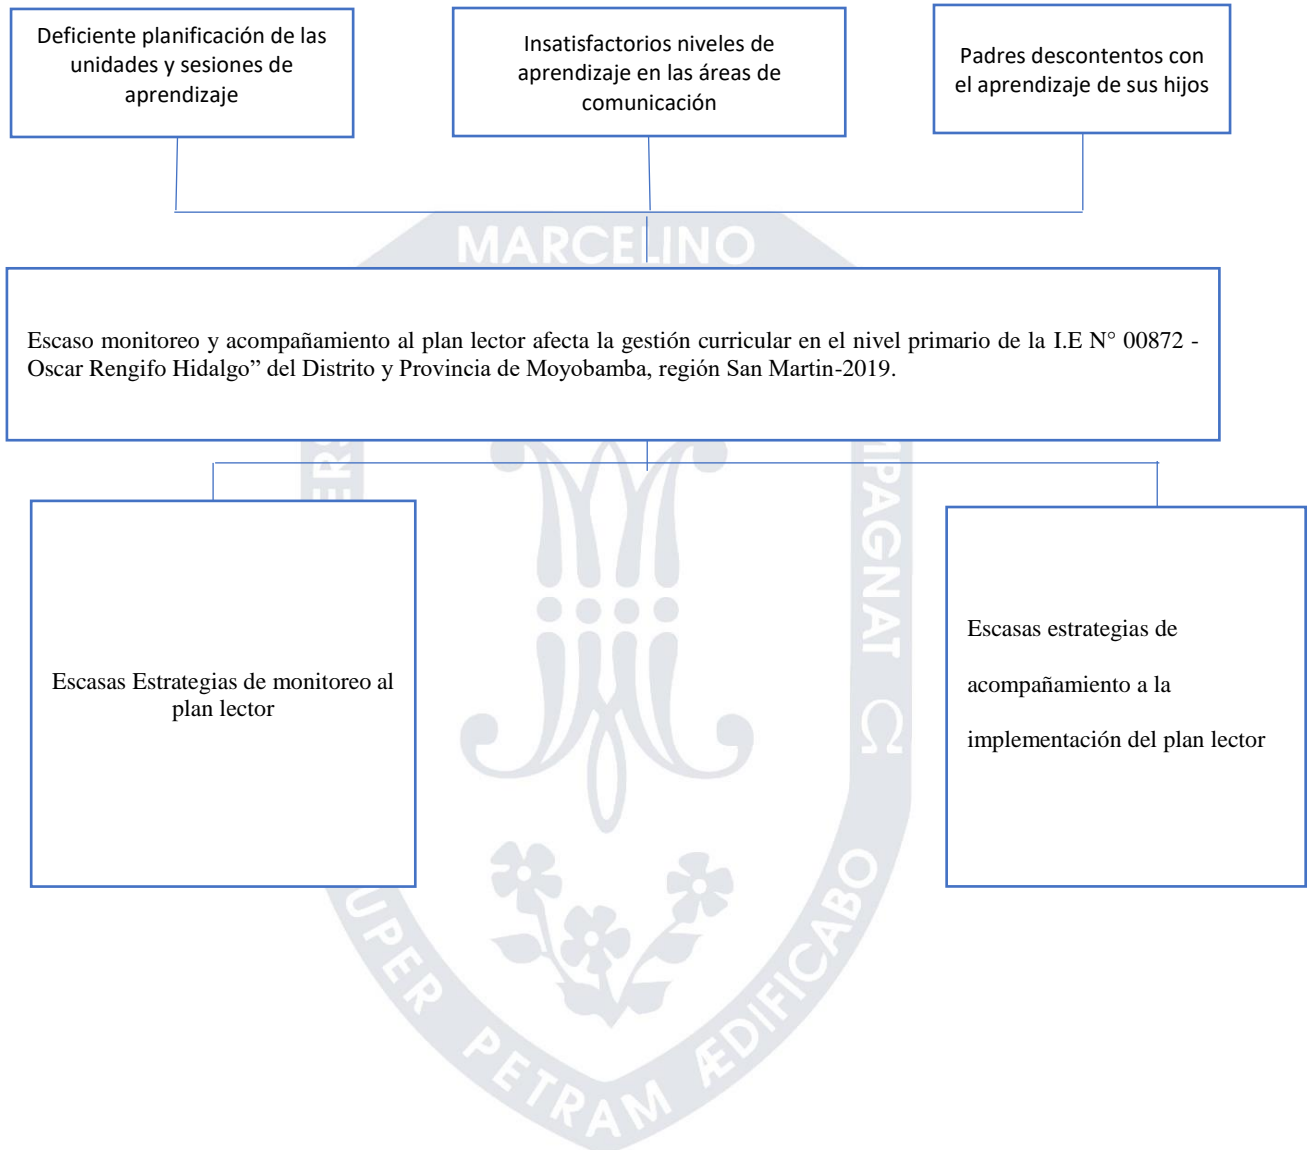 Deficiente planificación de las
unidades y sesiones de
aprendizaje
Insatisfactorios niveles de
aprendizaje en las áreas de
comunicación
Padres descontentos con
el aprendizaje de sus hijos
MARCELINO
Escaso monitoreo y acompañamiento al plan lector afecta la gestión curricular en el nivel primario de la I.E N° 00872 -
Oscar Rengifo Hidalgo” del Distrito y Provincia de Moyobamba, región San Martin-2019.
Escasas Estrategias de monitoreo al
plan lector
Escasas estrategias de
acompañamiento a la
implementación del plan lector
PAGNAT Ω
UPER PETRAM ÆDIFICABO